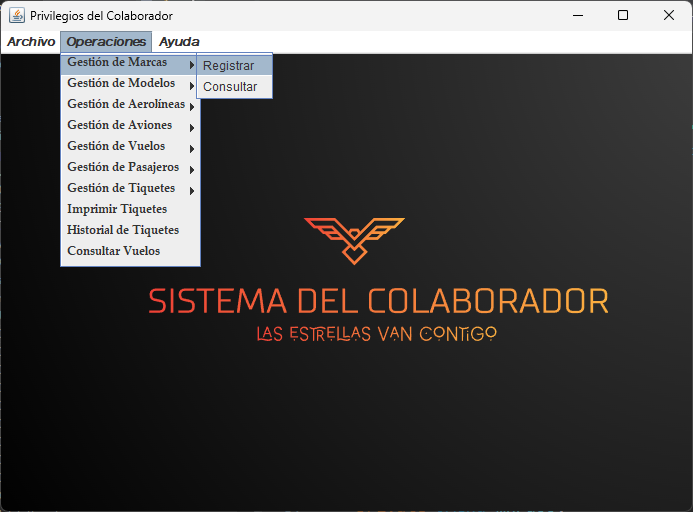 Privilegios del Colaborador
Archivo Operaciones Ayuda
Gestión de Marcas
Registrar
Gestión de Modelos
Consultar
Gestión de Aerolíneas
Gestión de Aviones
Gestión de Vuelos
Gestión de Pasajeros
Gestión de Tiquetes
Imprimir Tiquetes
Historial de Tiquetes
Consultar Vuelos
SISTEMA DEL COLABORADOR
LAS ESTRELLAS VAN CONTIGO